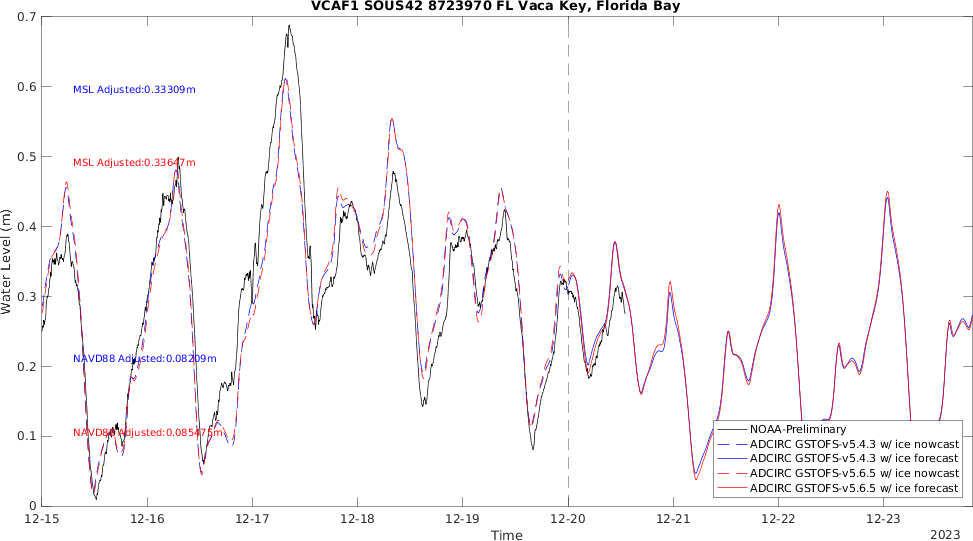 VCAF1 SOUS42 8723970 FL Vaca Key, Florida Bay
0.7
0.6
0.5
0.4
0.3
0.2
0.1
0
Water Level (m)
MSL Adjusted:0.33309m
MSL Adjusted:0.33647m
NAVD88 Adjusted:0.08209m
NAVD88 Adjusted:0.085475m
NOAA-Preliminary
ADCIRC GSTOFS-v5.4.3 w/ ice nowcast
ADCIRC GSTOFS-v5.4.3 w/ ice forecast
ADCIRC GSTOFS-v5.6.5 w/ ice nowcast
ADCIRC GSTOFS-v5.6.5 w/ ice forecast
12-15 12-16 12-17 12-18 12-19 12-20 12-21 12-22 12-23
Time
2023